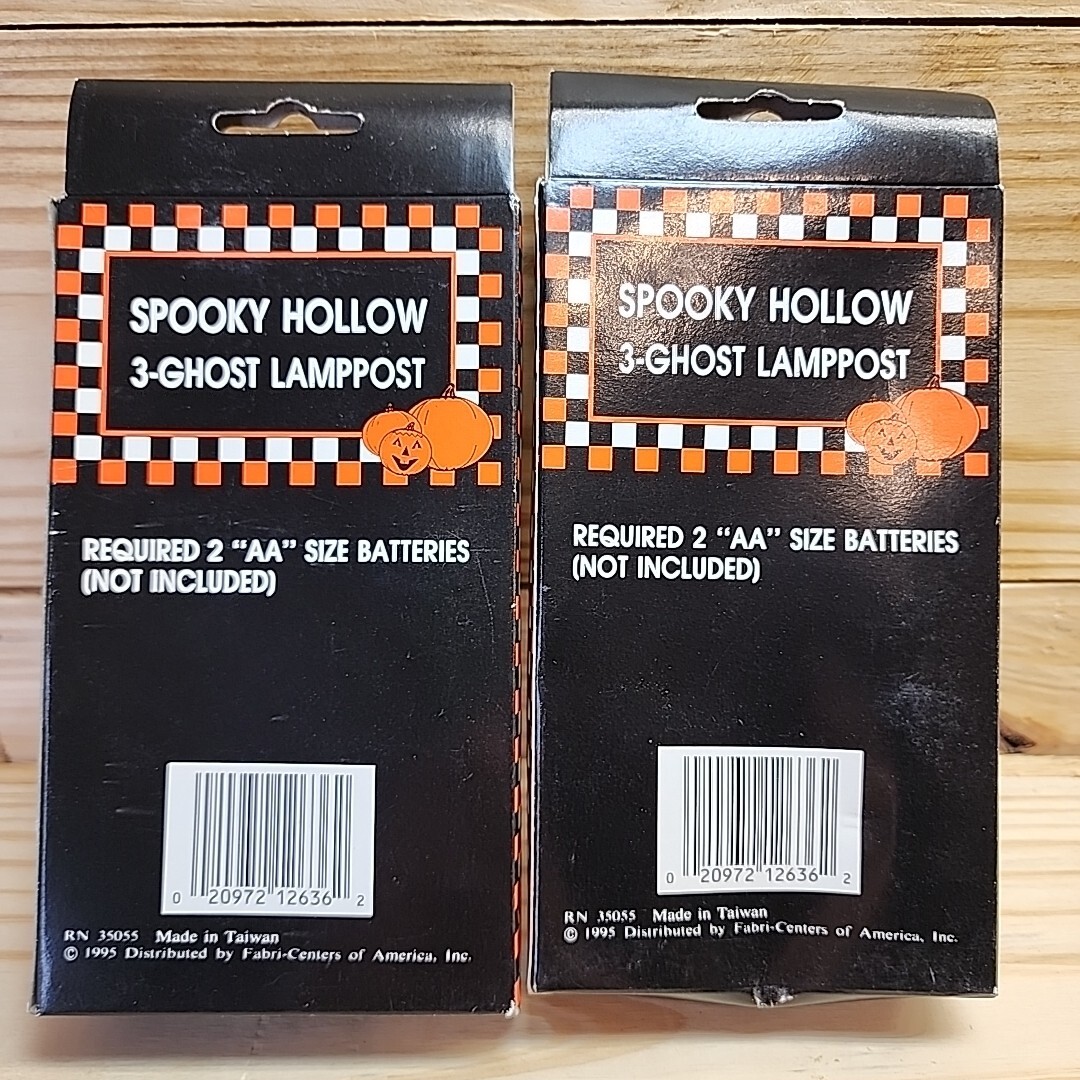 SPOOKY HOLLOW
3-GHOST LAMPPOST
REQUIRED 2 “AA” SIZE BATTERIES
(NOT INCLUDED)
0 20972 12636 2
RN 35055 Made in Taiwan
© 1995 Distributed by Fabri-Centers of America, Inc.
SPOOKY HOLLOW
3-GHOST LAMPPOST
REQUIRED 2 “AA” SIZE BATTERIES
(NOT INCLUDED)
0 20972 12636 2
RN 35055 Made in Taiwan
© 1995 Distributed by Fabri-Centers of America, Inc.